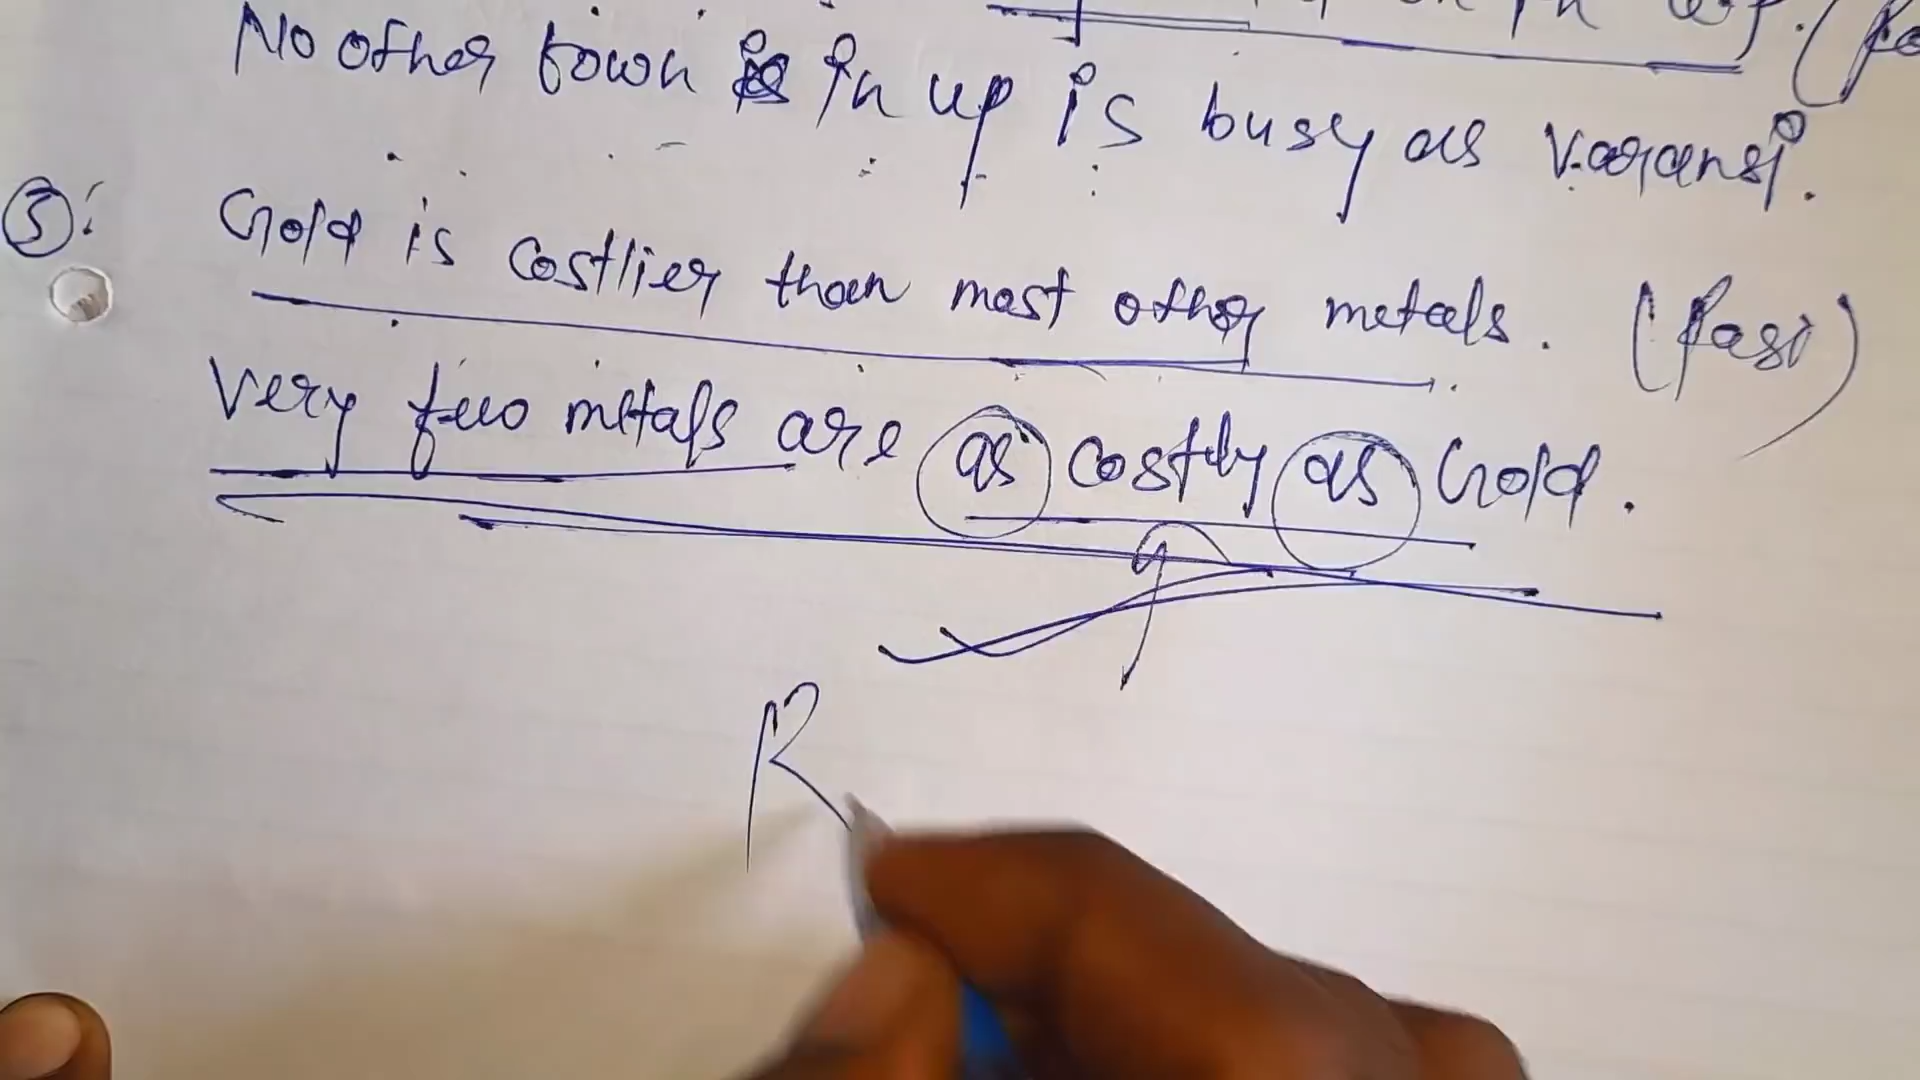 No other town in up is busy as varansi.
(5): Gold is costlier than most other metals. (Posi)
Very few metals are as costly as Gold.
R